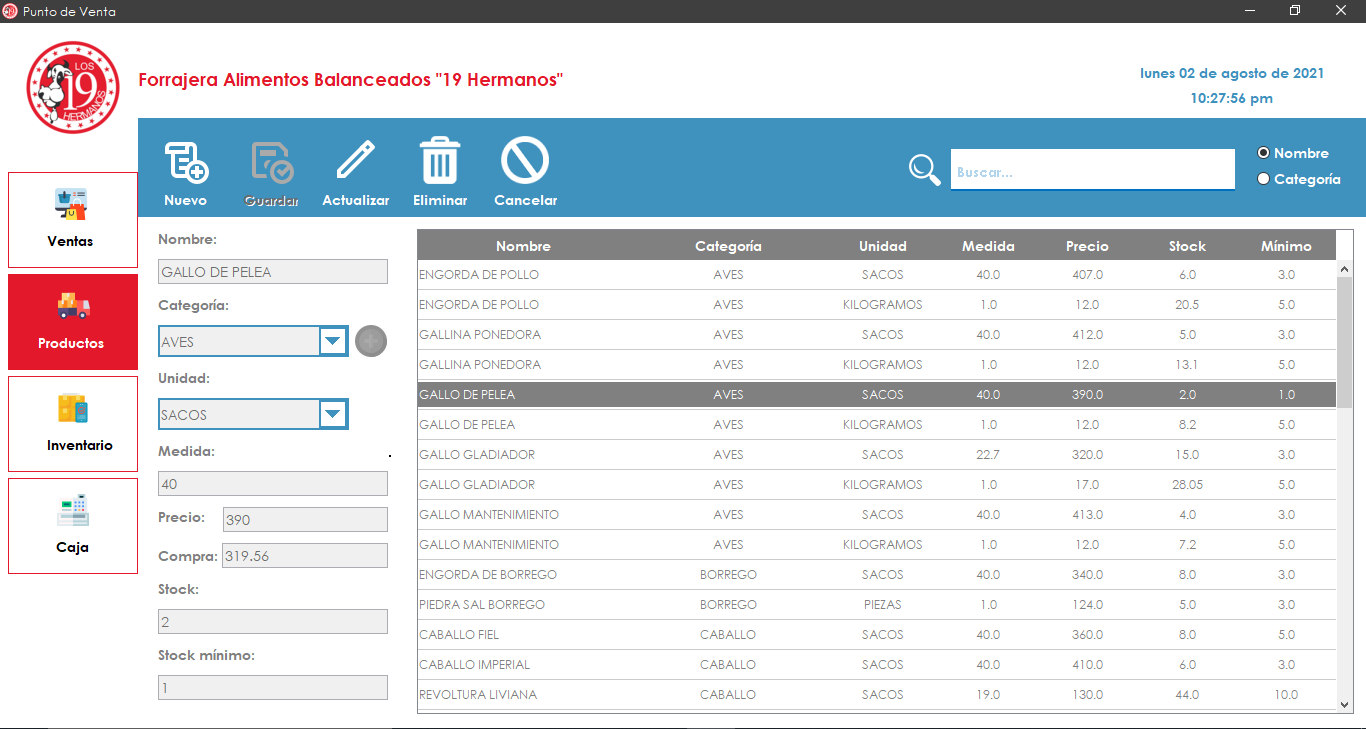 Punto de Venta
LOS
19
HERMANOS
Forrajera Alimentos Balanceados "19 Hermanos"
lunes 02 de agosto de 2021
10:27:56 pm
Nuevo Guardar Actualizar Eliminar Cancelar
Buscar...
Nombre
Categoría
Ventas
Productos
Inventario
Caja
Nombre:
GALLO DE PELEA
Categoría:
AVES
Unidad:
SACOS
Medida:
40
Precio: 390
Compra: 319.56
Stock:
2
Stock mínimo:
1
Nombre Categoría Unidad Medida Precio Stock Mínimo
ENGORDA DE POLLO AVES SACOS 40.0 407.0 6.0 3.0
ENGORDA DE POLLO AVES KILOGRAMOS 1.0 12.0 20.5 5.0
GALLINA PONEDORA AVES SACOS 40.0 412.0 5.0 3.0
GALLINA PONEDORA AVES KILOGRAMOS 1.0 12.0 13.1 5.0
GALLO DE PELEA AVES SACOS 40.0 390.0 2.0 1.0
GALLO DE PELEA AVES KILOGRAMOS 1.0 12.0 8.2 5.0
GALLO GLADIADOR AVES SACOS 22.7 320.0 15.0 3.0
GALLO GLADIADOR AVES KILOGRAMOS 1.0 17.0 28.05 5.0
GALLO MANTENIMIENTO AVES SACOS 40.0 413.0 4.0 3.0
GALLO MANTENIMIENTO AVES KILOGRAMOS 1.0 12.0 7.2 5.0
ENGORDA DE BORREGO BORREGO SACOS 40.0 340.0 8.0 3.0
PIEDRA SAL BORREGO BORREGO PIEZAS 1.0 124.0 5.0 3.0
CABALLO FIEL CABALLO SACOS 40.0 360.0 8.0 5.0
CABALLO IMPERIAL CABALLO SACOS 40.0 410.0 6.0 3.0
REVOLTURA LIVIANA CABALLO SACOS 19.0 130.0 44.0 10.0